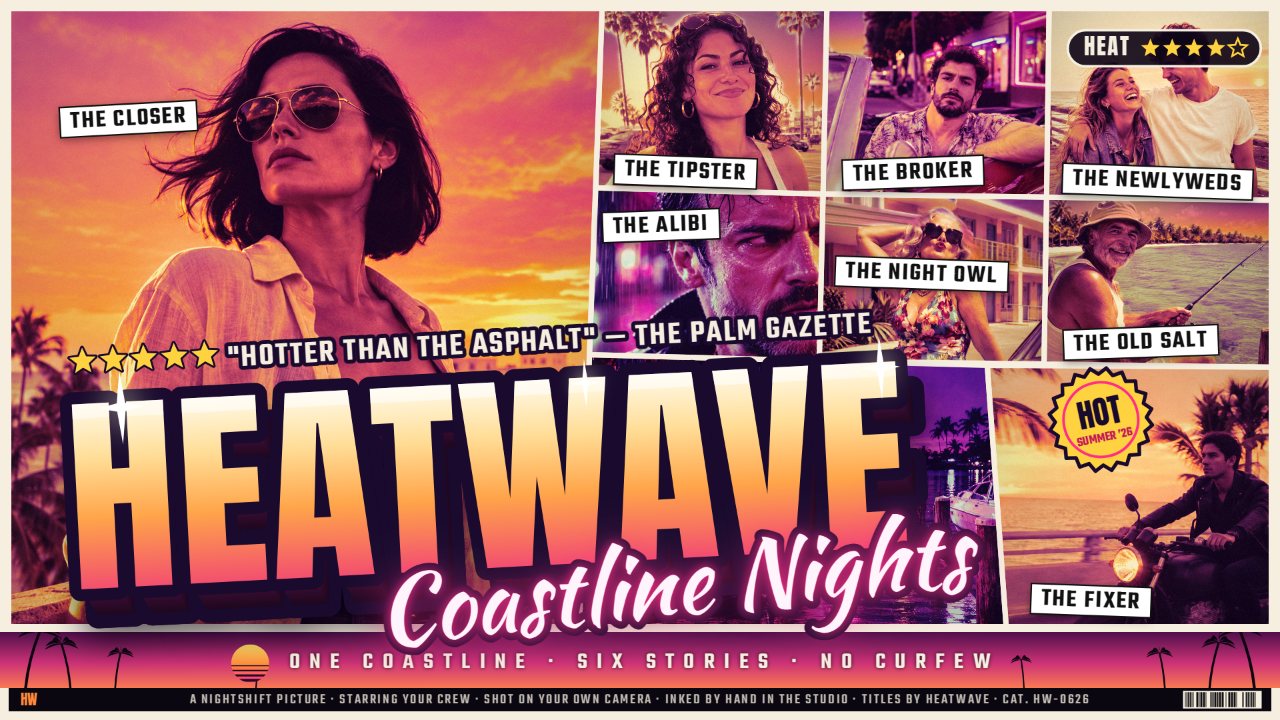 HEAT
THE CLOSER
THE TIPSTER
THE BROKER
THE NEWLYWEDS
THE ALIBI
THE NIGHT OWL
THE OLD SALT
"HOTTER THAN THE ASPHALT" — THE PALM GAZETTE
HEATWAVE
Coastline Nights
HOT
SUMMER '26
THE FIXER
ONE COASTLINE · SIX STORIES · NO CURFEW
HW
A NIGHTSHIFT PICTURE · STARRING YOUR CREW · SHOT ON YOUR OWN CAMERA · INKED BY HAND IN THE STUDIO · TITLES BY HEATWAVE · CAT. HW-0626